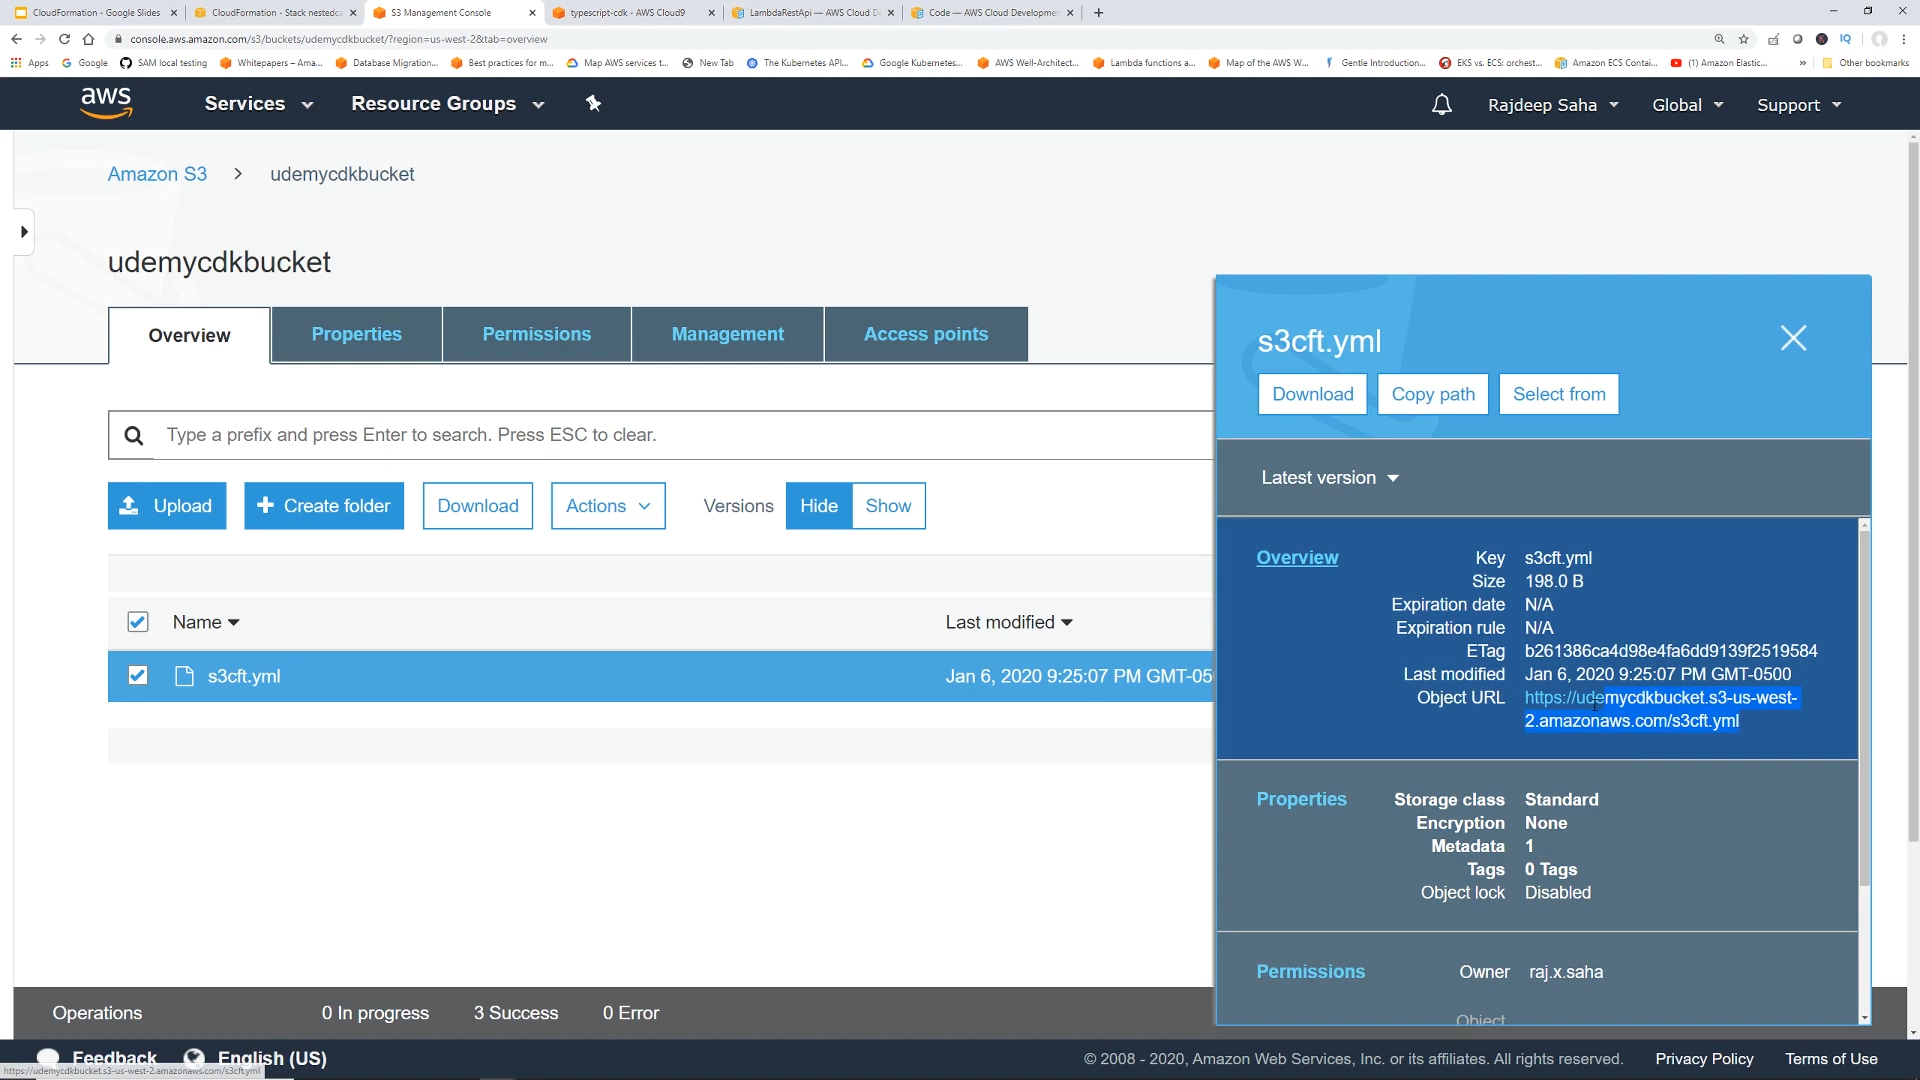 CloudFormation - Google Slides
CloudFormation - Stack nestedca
S3 Management Console
typescript-cdk - AWS Cloud9
LambdaRestApi — AWS Cloud De
Code — AWS Cloud Developmen
console.aws.amazon.com/s3/buckets/udemycdkbucket/?region=us-west-2&tab=overview
Apps
Google
SAM local testing
Whitepapers – Ama...
Database Migration...
Best practices for m...
Map AWS services t...
New Tab
The Kubernetes API...
Google Kubernetes...
AWS Well-Architect...
Lambda functions a...
Map of the AWS W...
Gentle Introduction...
EKS vs. ECS: orchest...
Amazon ECS Contai...
(1) Amazon Elastic...
»
Other bookmarks
aws
Services
Resource Groups
Rajdeep Saha
Global
Support
Amazon S3 > udemycdkbucket
udemycdkbucket
Overview
Properties
Permissions
Management
Access points
Type a prefix and press Enter to search. Press ESC to clear.
Upload
+ Create folder
Download
Actions
Versions
Hide
Show
Name
Last modified
s3cft.yml
Jan 6, 2020 9:25:07 PM GMT-05
s3cft.yml
Download
Copy path
Select from
Latest version
Overview
Key s3cft.yml
Size 198.0 B
Expiration date N/A
Expiration rule N/A
ETag b261386ca4d98e4fa6dd9139f2519584
Last modified Jan 6, 2020 9:25:07 PM GMT-0500
Object URL https://udemycdkbucket.s3-us-west-
2.amazonaws.com/s3cft.yml
Properties
Storage class Standard
Encryption None
Metadata 1
Tags 0 Tags
Object lock Disabled
Permissions
Owner raj.x.saha
Object
Operations
0 In progress
3 Success
0 Error
Feedback
English (US)
© 2008 - 2020, Amazon Web Services, Inc. or its affiliates. All rights reserved.
Privacy Policy
Terms of Use
https://udemycdkbucket.s3-us-west-2.amazonaws.com/s3cft.yml